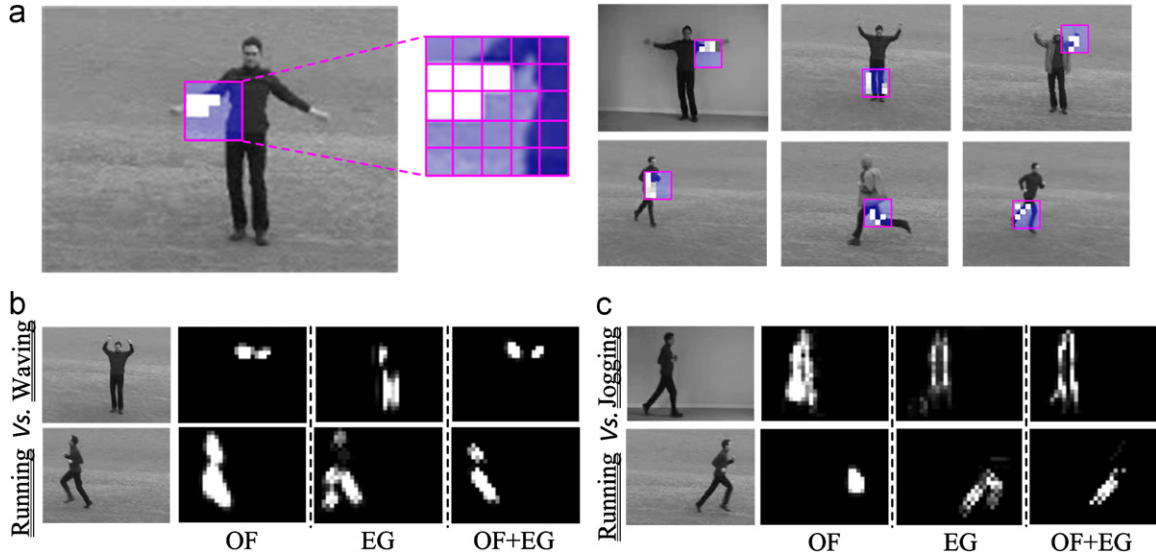 a
b
Running Vs. Waving
OF EG OF+EG
c
Running Vs. Jogging
OF EG OF+EG